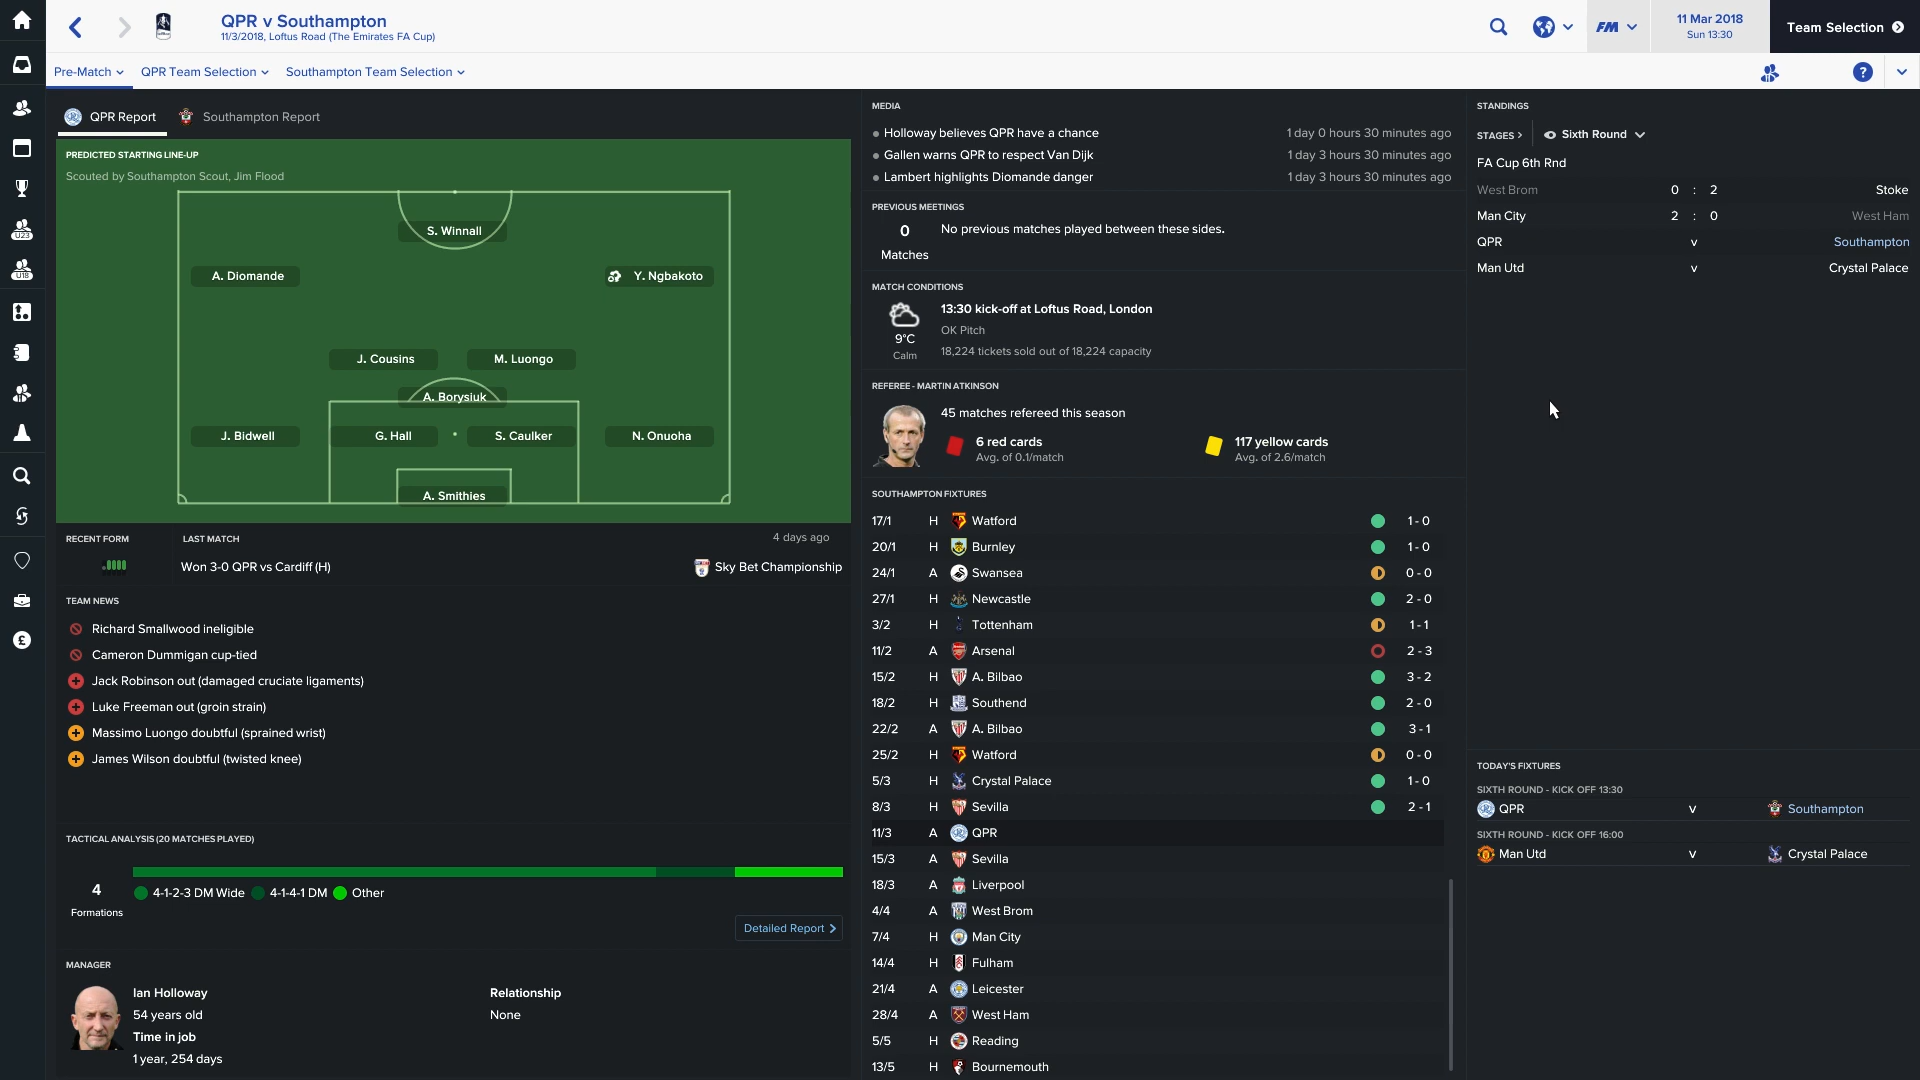 QPR v Southampton
11/3/2018, Loftus Road (The Emirates FA Cup)
FM
11 Mar 2018
Sun 13:30
Team Selection
Pre-Match
QPR Team Selection
Southampton Team Selection
?
U23
U18
£
QPR Report
Southampton Report
PREDICTED STARTING LINE-UP
Scouted by Southampton Scout, Jim Flood
S. Winnall
A. Diomande
Y. Ngbakoto
J. Cousins
M. Luongo
A. Borysiuk
J. Bidwell
G. Hall
S. Caulker
N. Onuoha
A. Smithies
RECENT FORM
LAST MATCH
4 days ago
Won 3-0 QPR vs Cardiff (H)
Sky Bet Championship
TEAM NEWS
Richard Smallwood ineligible
Cameron Dummigan cup-tied
Jack Robinson out (damaged cruciate ligaments)
Luke Freeman out (groin strain)
Massimo Luongo doubtful (sprained wrist)
James Wilson doubtful (twisted knee)
TACTICAL ANALYSIS (20 MATCHES PLAYED)
4
Formations
4-1-2-3 DM Wide
4-1-4-1 DM
Other
Detailed Report
MANAGER
Ian Holloway
54 years old
Time in job
1 year, 254 days
Relationship
None
MEDIA
Holloway believes QPR have a chance 1 day 0 hours 30 minutes ago
Gallen warns QPR to respect Van Dijk 1 day 3 hours 30 minutes ago
Lambert highlights Diomande danger 1 day 3 hours 30 minutes ago
PREVIOUS MEETINGS
0
Matches
No previous matches played between these sides.
MATCH CONDITIONS
9°C
Calm
13:30 kick-off at Loftus Road, London
OK Pitch
18,224 tickets sold out of 18,224 capacity
REFEREE - MARTIN ATKINSON
45 matches refereed this season
6 red cards
Avg. of 0.1/match
117 yellow cards
Avg. of 2.6/match
SOUTHAMPTON FIXTURES
17/1 H Watford 1 - 0
20/1 H Burnley 1 - 0
24/1 A Swansea 0 - 0
27/1 H Newcastle 2 - 0
3/2 H Tottenham 1 - 1
11/2 A Arsenal 2 - 3
15/2 H A. Bilbao 3 - 2
18/2 H Southend 2 - 0
22/2 A A. Bilbao 3 - 1
25/2 H Watford 0 - 0
5/3 H Crystal Palace 1 - 0
8/3 H Sevilla 2 - 1
11/3 A QPR
15/3 A Sevilla
18/3 A Liverpool
4/4 A West Brom
7/4 H Man City
14/4 H Fulham
21/4 A Leicester
28/4 A West Ham
5/5 H Reading
13/5 H Bournemouth
STANDINGS
STAGES
Sixth Round
FA Cup 6th Rnd
West Brom 0 : 2 Stoke
Man City 2 : 0 West Ham
QPR v Southampton
Man Utd v Crystal Palace
TODAY'S FIXTURES
SIXTH ROUND - KICK OFF 13:30
QPR v Southampton
SIXTH ROUND - KICK OFF 16:00
Man Utd v Crystal Palace